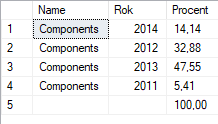 Name Rok Procent
1 Components 2014 14,14
2 Components 2012 32,88
3 Components 2013 47,55
4 Components 2011 5,41
5 100,00